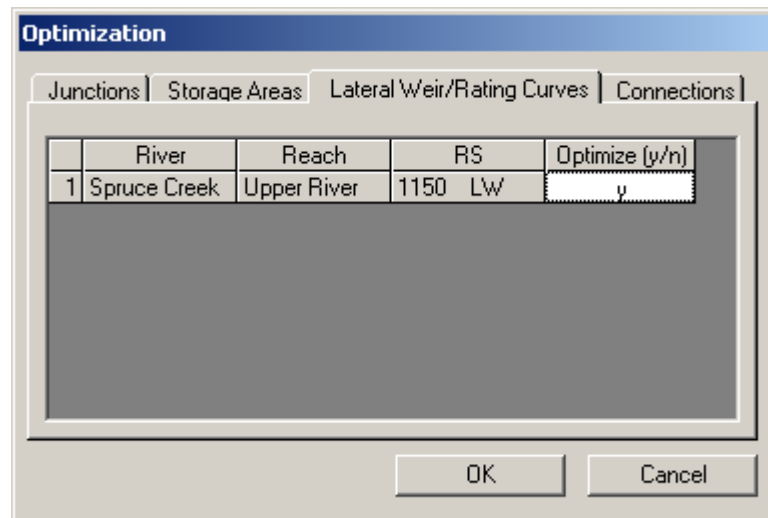 Optimization
Junctions Storage Areas Lateral Weir/Rating Curves Connections
River Reach RS Optimize (y/n)
1 Spruce Creek Upper River 1150 LW y
OK Cancel